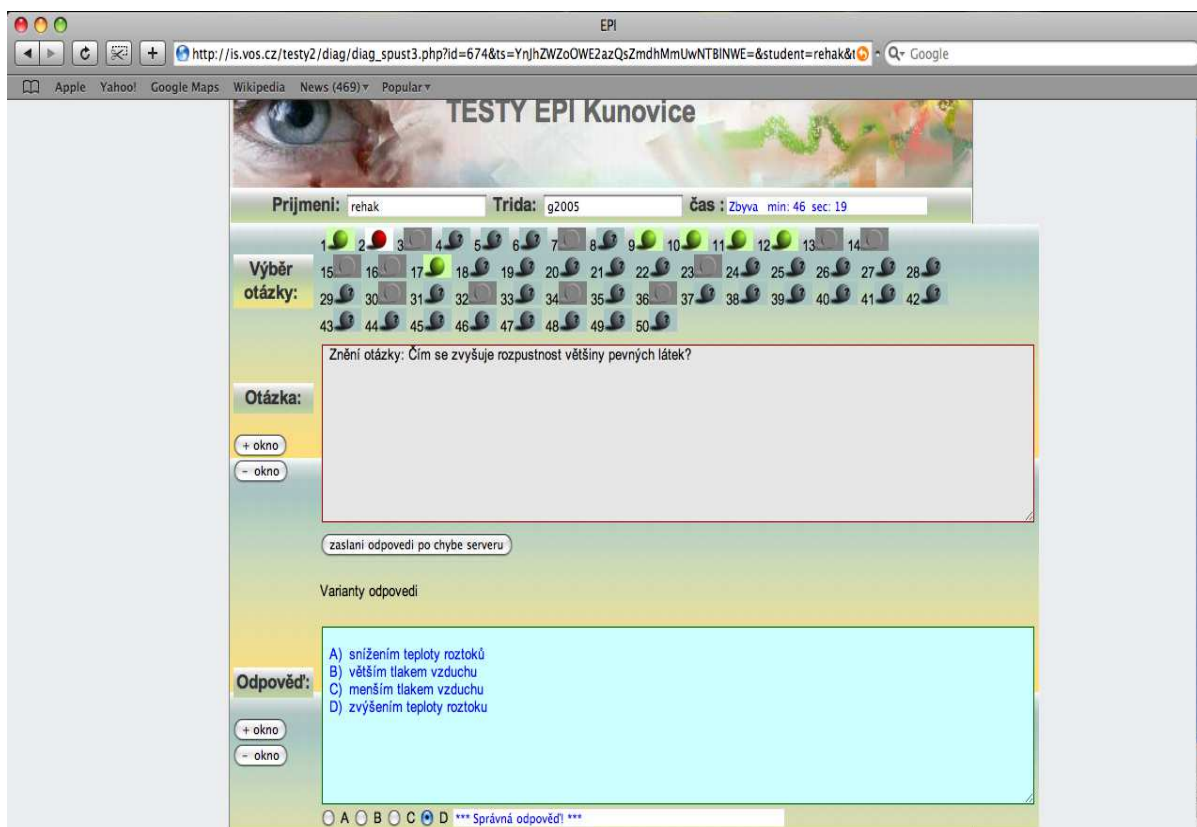 EPI
http://is.vos.cz/testy2/diag/diag_spust3.php?id=674&ts=YnJhZWZoOWE2azQsZmdhMmUwNTBlNWE=&student=rehak&t
Google
Apple Yahoo! Google Maps Wikipedia News (469) Popular
TESTY EPI Kunovice
Prijmeni: rehak Trida: g2005 čas : Zbyva min: 46 sec: 19
Výběr otázky:
1 2 3 4 5 6 7 8 9 10 11 12 13 14
15 16 17 18 19 20 21 22 23 24 25 26 27 28
29 30 31 32 33 34 35 36 37 38 39 40 41 42
43 44 45 46 47 48 49 50
Otázka:
Znění otázky: Čím se zvyšuje rozpustnost většiny pevných látek?
+ okno
- okno
zaslani odpovedi po chybe serveru
Varianty odpovedi
Odpověď:
A) snížením teploty roztoků
B) větším tlakem vzduchu
C) menším tlakem vzduchu
D) zvýšením teploty roztoku
+ okno
- okno
A B C D *** Správná odpověď! ***